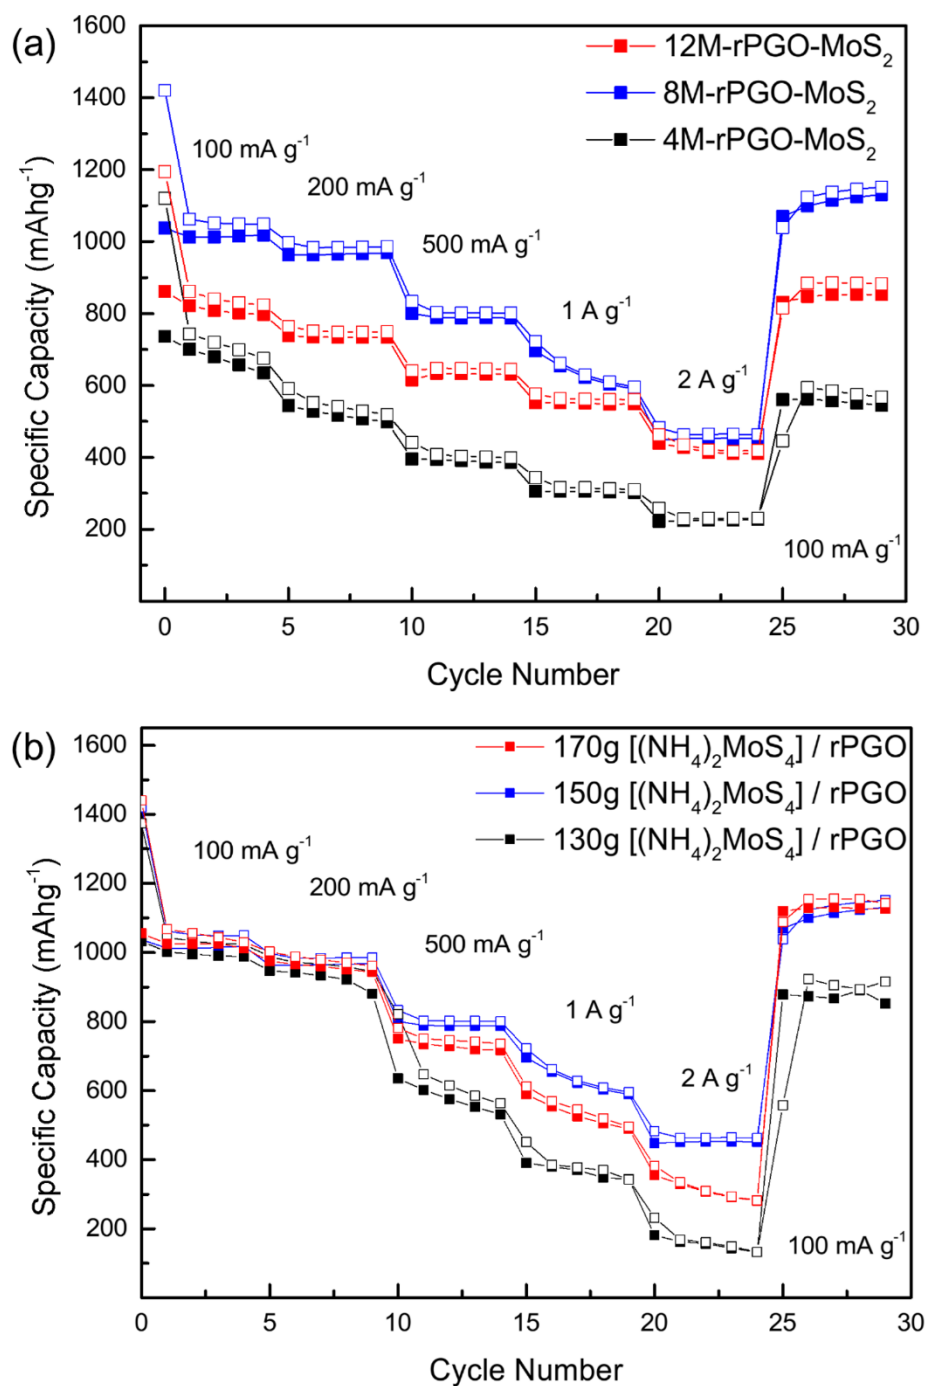 (a)
1600
1400
1200
1000
800
600
400
200
Specific Capacity (mAhg⁻¹)
12M-rPGO-MoS₂
8M-rPGO-MoS₂
4M-rPGO-MoS₂
100 mA g⁻¹
200 mA g⁻¹
500 mA g⁻¹
1 A g⁻¹
2 A g⁻¹
100 mA g⁻¹
0 5 10 15 20 25 30
Cycle Number
(b)
1600
1400
1200
1000
800
600
400
200
Specific Capacity (mAhg⁻¹)
170g [(NH₄)₂MoS₄] / rPGO
150g [(NH₄)₂MoS₄] / rPGO
130g [(NH₄)₂MoS₄] / rPGO
100 mA g⁻¹
200 mA g⁻¹
500 mA g⁻¹
1 A g⁻¹
2 A g⁻¹
100 mA g⁻¹
0 5 10 15 20 25 30
Cycle Number